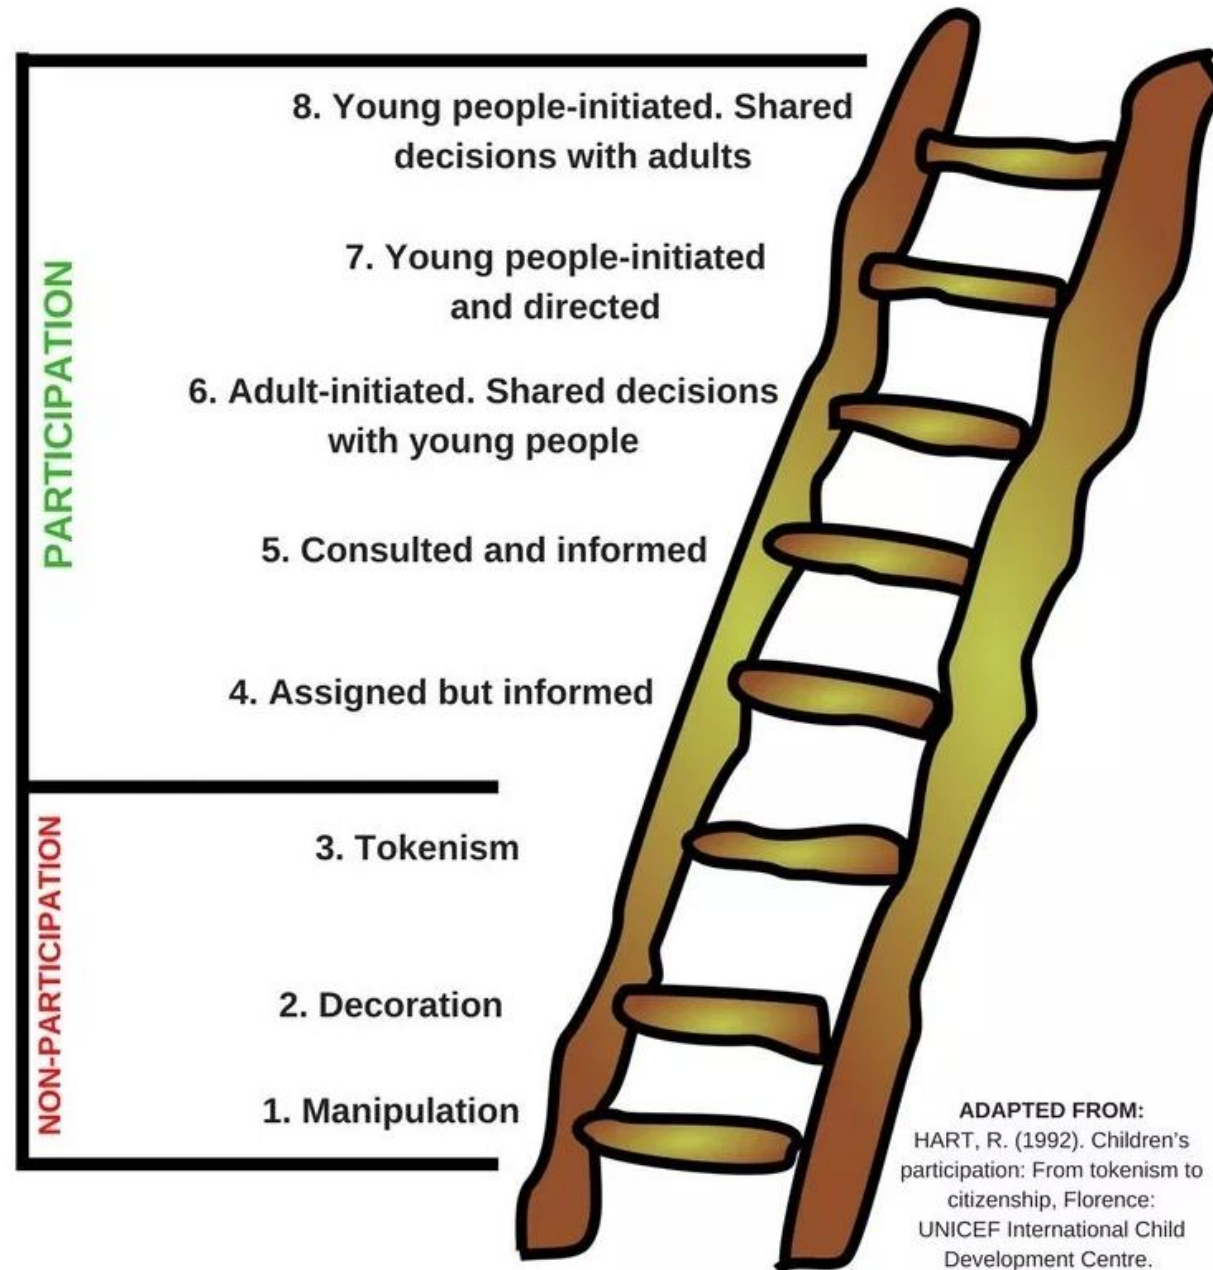 8. Young people-initiated. Shared
decisions with adults
7. Young people-initiated
and directed
6. Adult-initiated. Shared decisions
with young people
5. Consulted and informed
4. Assigned but informed
3. Tokenism
2. Decoration
1. Manipulation
PARTICIPATION
NON-PARTICIPATION
ADAPTED FROM:
HART, R. (1992). Children's
participation: From tokenism to
citizenship, Florence:
UNICEF International Child
Development Centre.